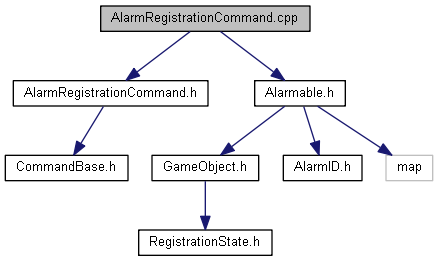 AlarmRegistrationCommand.cpp
AlarmRegistrationCommand.h
Alarmable.h
CommandBase.h
GameObject.h
AlarmID.h
map
RegistrationState.h